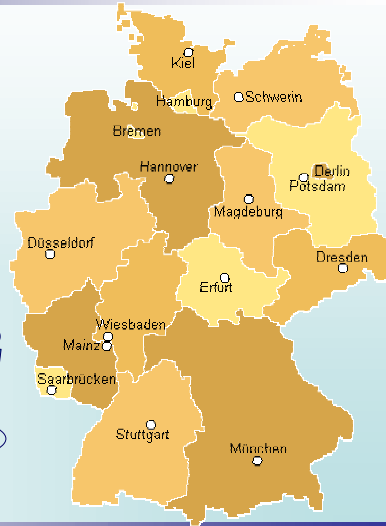 Kiel
Hamburg
Schwerin
Bremen
Hannover
Berlin
Potsdam
Magdeburg
Düsseldorf
Dresden
Erfurt
Wiesbaden
Mainz
Saarbrücken
Stuttgart
München